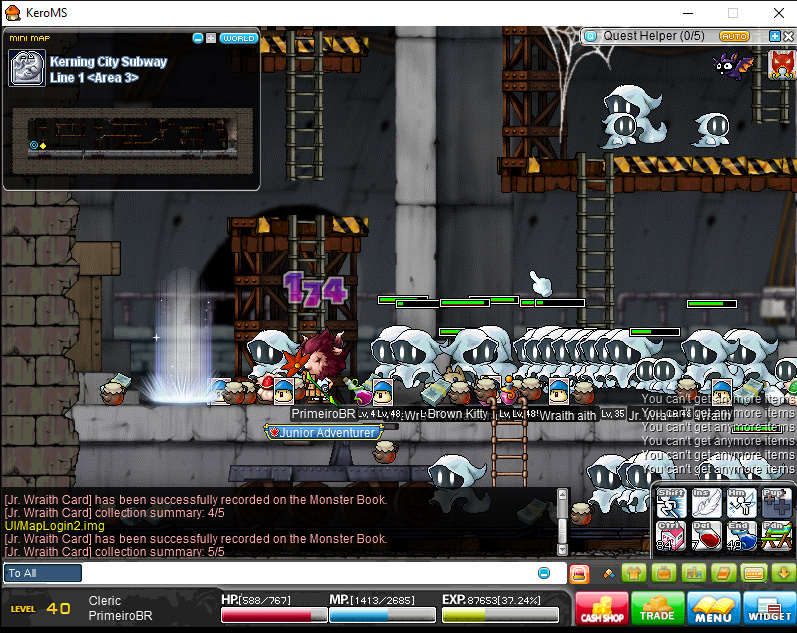 KeroMS
MINI MAP
WORLD
Kerning City Subway
Line 1 <Area 3>
Quest Helper (0/5)
AUTO
174
PrimeiroBR
Lv. 48
Brown Kitty
Wraith
Lv. 35
Junior Adventurer
You can't get anymore items
You can't get anymore items
You can't get anymore items
You can't get anymore items
You can't get anymore items
You can't get anymore items
[Jr. Wraith Card] has been successfully recorded on the Monster Book.
[Jr. Wraith Card] collection summary: 4/5
UI/MapLogin2.img
[Jr. Wraith Card] has been successfully recorded on the Monster Book.
[Jr. Wraith Card] collection summary: 5/5
Shift Ins Hm Pup
Ctrl Del End Pdn
To All
LEVEL 40
Cleric
PrimeiroBR
HP.[588/767]
MP.[1413/2685]
EXP.87653[37.24%]
CASH SHOP
TRADE
MENU
WIDGET